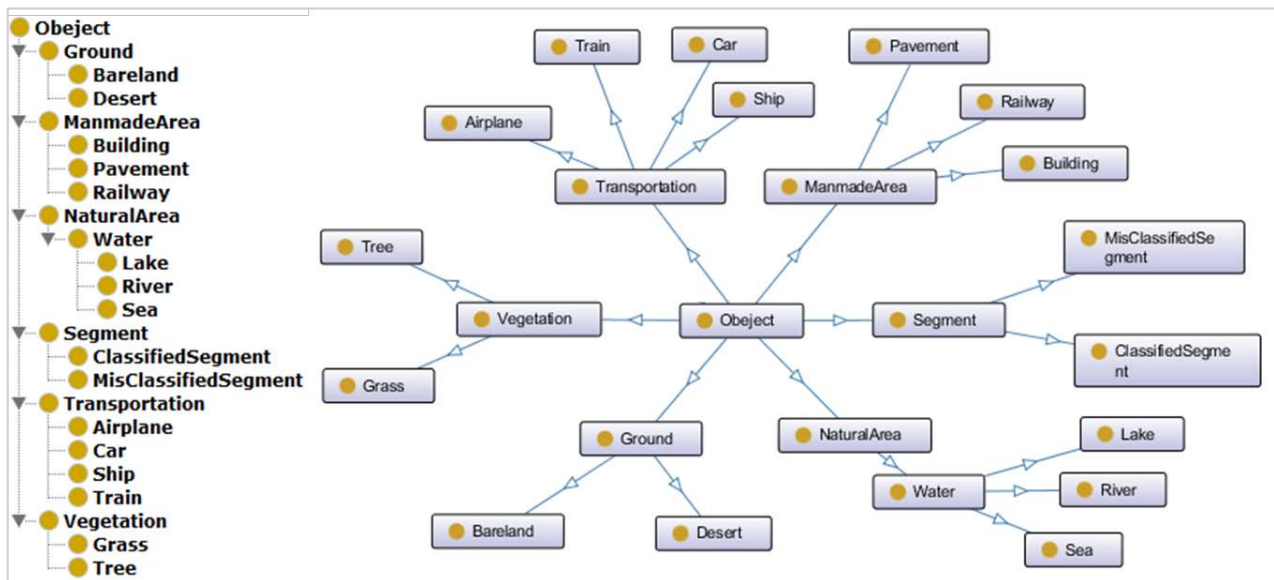 Obeject
Ground
Bareland
Desert
ManmadeArea
Building
Pavement
Railway
NaturalArea
Water
Lake
River
Sea
Segment
ClassifiedSegment
MisClassifiedSegment
Transportation
Airplane
Car
Ship
Train
Vegetation
Grass
Tree
Train
Car
Pavement
Ship
Railway
Airplane
Building
Transportation
ManmadeArea
Tree
MisClassifiedSe
gment
Vegetation
Obeject
Segment
ClassifiedSegme
nt
Grass
Ground
NaturalArea
Lake
Water
River
Bareland
Desert
Sea